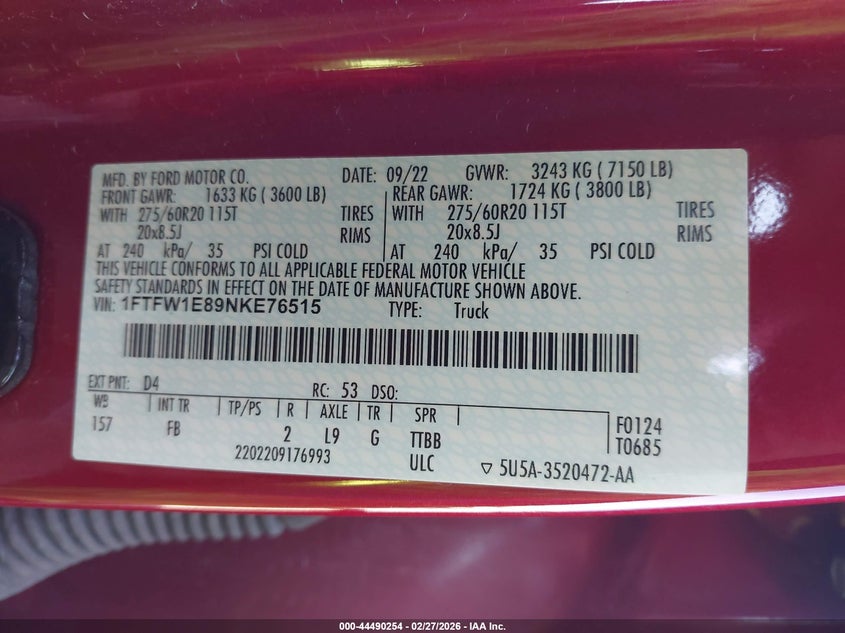 MFD. BY FORD MOTOR CO. DATE: 09/22 GVWR: 3243 KG ( 7150 LB)
FRONT GAWR: 1633 KG ( 3600 LB) REAR GAWR: 1724 KG ( 3800 LB)
WITH 275/60R20 115T TIRES WITH 275/60R20 115T TIRES
20x8.5J RIMS 20x8.5J RIMS
AT 240 kPa/ 35 PSI COLD AT 240 kPa/ 35 PSI COLD
THIS VEHICLE CONFORMS TO ALL APPLICABLE FEDERAL MOTOR VEHICLE
SAFETY STANDARDS IN EFFECT ON THE DATE OF MANUFACTURE SHOWN ABOVE.
VIN: 1FTFW1E89NKE76515 TYPE: Truck
EXT PNT: D4 RC: 53 DSO:
WB INT TR TP/PS R AXLE TR SPR F0124
157 FB 2 L9 G TTBB T0685
2202209176993 ULC ▽ 5U5A-3520472-AA
000-44490254 - 02/27/2026 - IAA Inc.